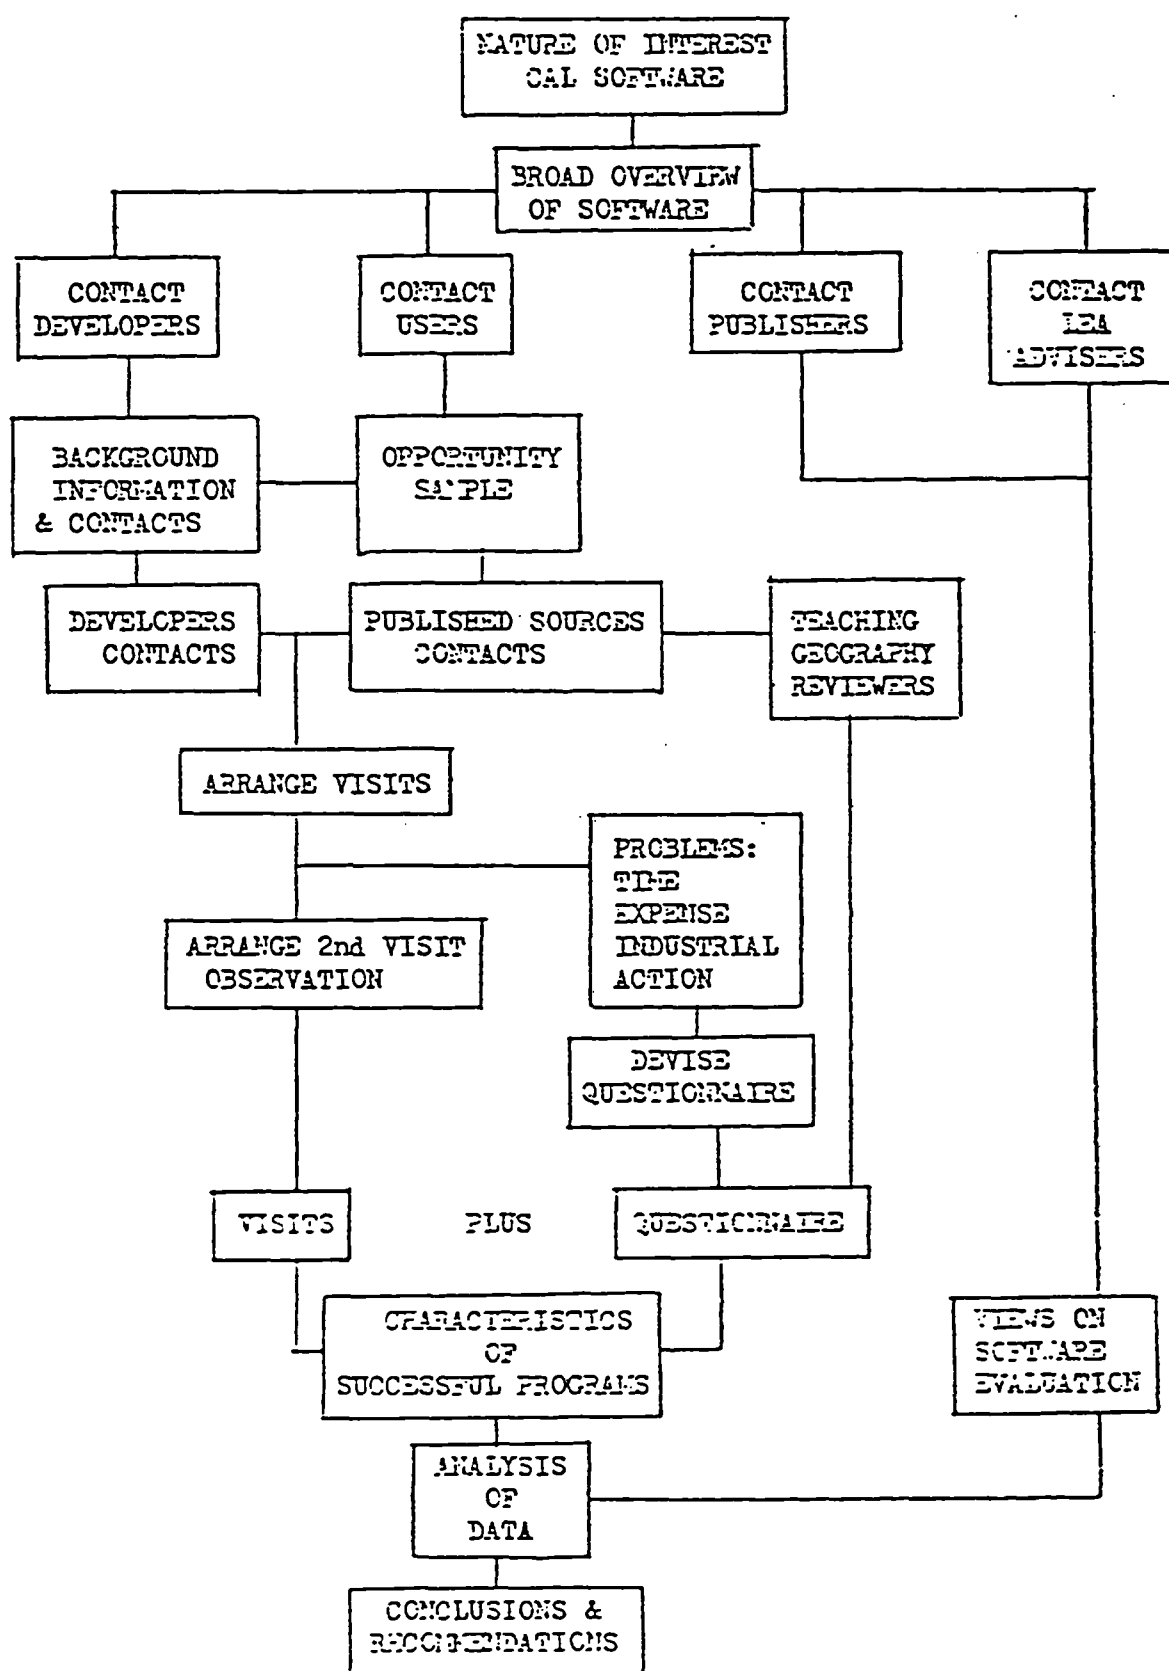 NATURE OF INTEREST
CAL SOFTWARE
BROAD OVERVIEW
OF SOFTWARE
CONTACT
DEVELOPERS
CONTACT
USERS
CONTACT
PUBLISHERS
CONTACT
LEA
ADVISERS
BACKGROUND
INFORMATION
& CONTACTS
OPPORTUNITY
SAMPLE
DEVELOPERS
CONTACTS
PUBLISHED SOURCES
CONTACTS
TEACHING
GEOGRAPHY
REVIEWERS
ARRANGE VISITS
PROBLEMS:
TIME
EXPENSE
INDUSTRIAL
ACTION
ARRANGE 2nd VISIT
OBSERVATION
DEVISE
QUESTIONNAIRE
VISITS
PLUS
QUESTIONNAIRE
CHARACTERISTICS
OF
SUCCESSFUL PROGRAMS
VIEWS ON
SOFTWARE
EVALUATION
ANALYSIS
OF
DATA
CONCLUSIONS &
RECOMMENDATIONS